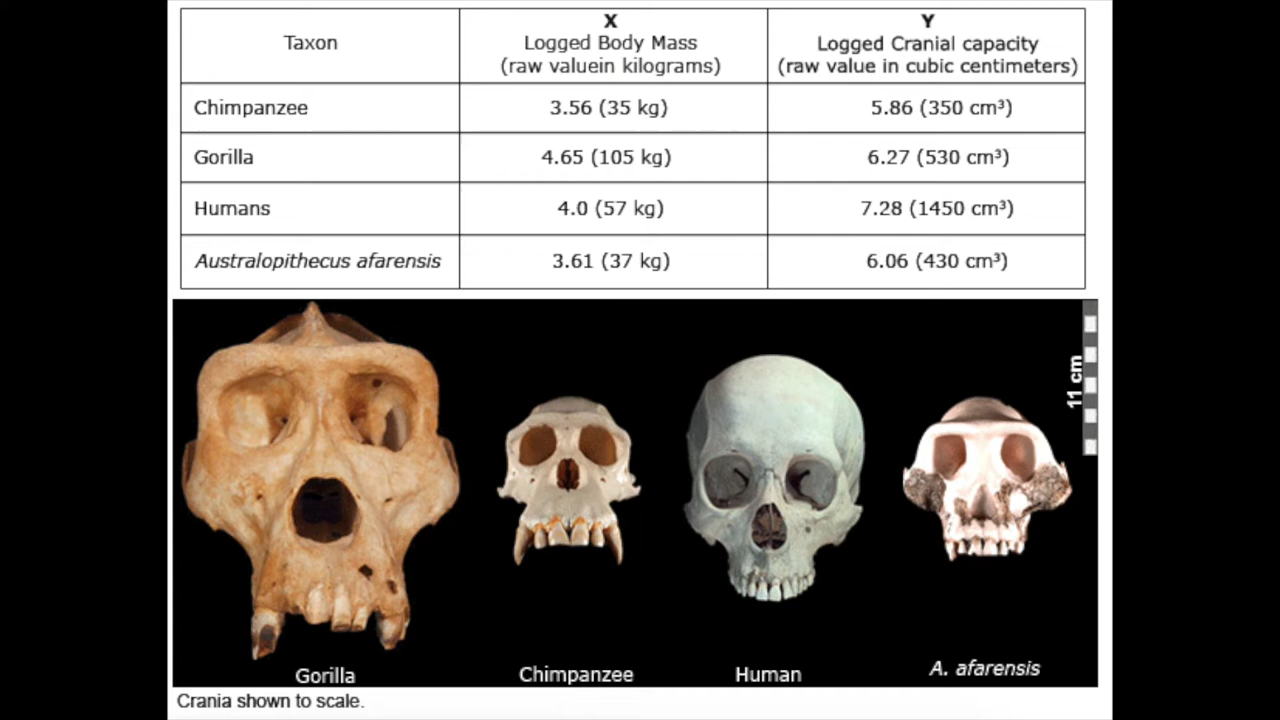 Taxon
X
Logged Body Mass
(raw valuein kilograms)
Y
Logged Cranial capacity
(raw value in cubic centimeters)
Chimpanzee 3.56 (35 kg) 5.86 (350 cm³)
Gorilla 4.65 (105 kg) 6.27 (530 cm³)
Humans 4.0 (57 kg) 7.28 (1450 cm³)
Australopithecus afarensis 3.61 (37 kg) 6.06 (430 cm³)
11 cm
Gorilla Chimpanzee Human A. afarensis
Crania shown to scale.